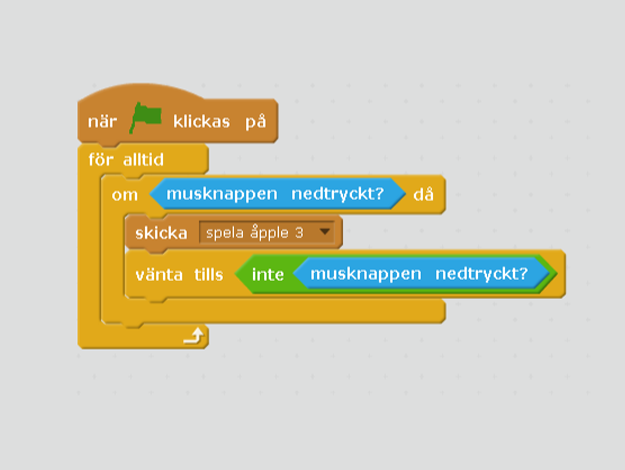 när klickas på
för alltid
om musknappen nedtryckt? då
skicka spela åpple 3
vänta tills inte musknappen nedtryckt?